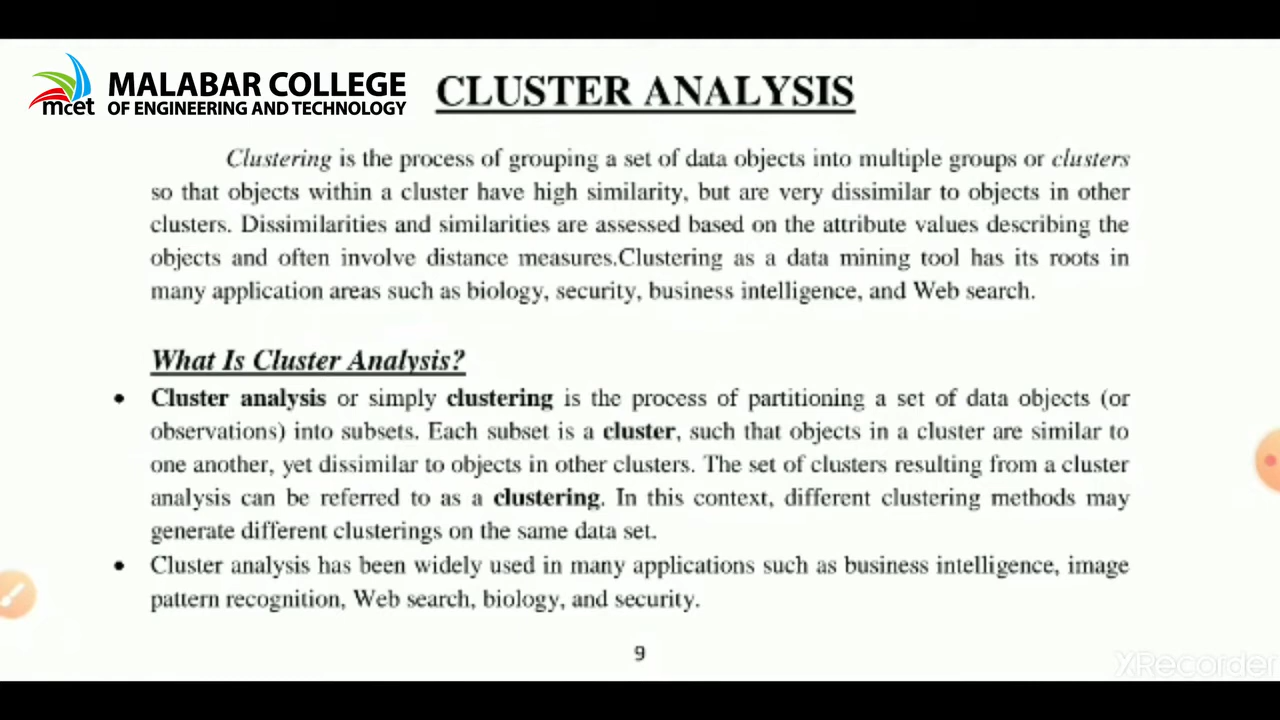 mcet
MALABAR COLLEGE
OF ENGINEERING AND TECHNOLOGY
CLUSTER ANALYSIS
Clustering is the process of grouping a set of data objects into multiple groups or clusters
so that objects within a cluster have high similarity, but are very dissimilar to objects in other
clusters. Dissimilarities and similarities are assessed based on the attribute values describing the
objects and often involve distance measures.Clustering as a data mining tool has its roots in
many application areas such as biology, security, business intelligence, and Web search.
What Is Cluster Analysis?
• Cluster analysis or simply clustering is the process of partitioning a set of data objects (or
observations) into subsets. Each subset is a cluster, such that objects in a cluster are similar to
one another, yet dissimilar to objects in other clusters. The set of clusters resulting from a cluster
analysis can be referred to as a clustering. In this context, different clustering methods may
generate different clusterings on the same data set.
• Cluster analysis has been widely used in many applications such as business intelligence, image
pattern recognition, Web search, biology, and security.
9
XRecorder